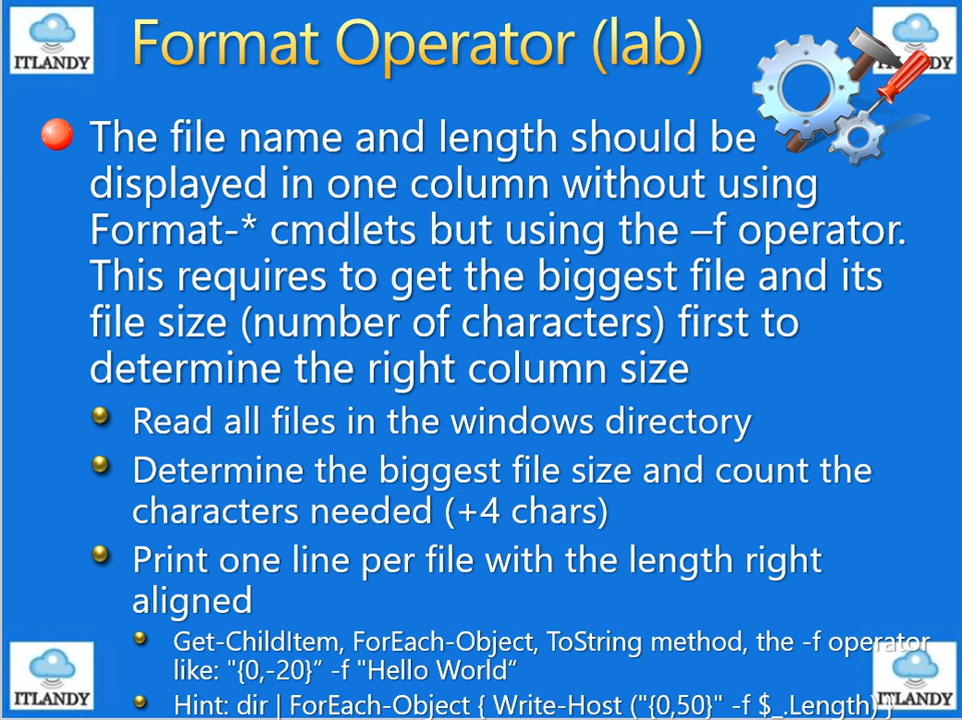 ITLANDY
Format Operator (lab)
ITLANDY
The file name and length should be
displayed in one column without using
Format-* cmdlets but using the –f operator.
This requires to get the biggest file and its
file size (number of characters) first to
determine the right column size
Read all files in the windows directory
Determine the biggest file size and count the
characters needed (+4 chars)
Print one line per file with the length right
aligned
Get-ChildItem, ForEach-Object, ToString method, the -f operator
like: "{0,-20}“ -f "Hello World“
Hint: dir | ForEach-Object { Write-Host ("{0,50}" -f $_.Length) }
ITLANDY
ITLANDY